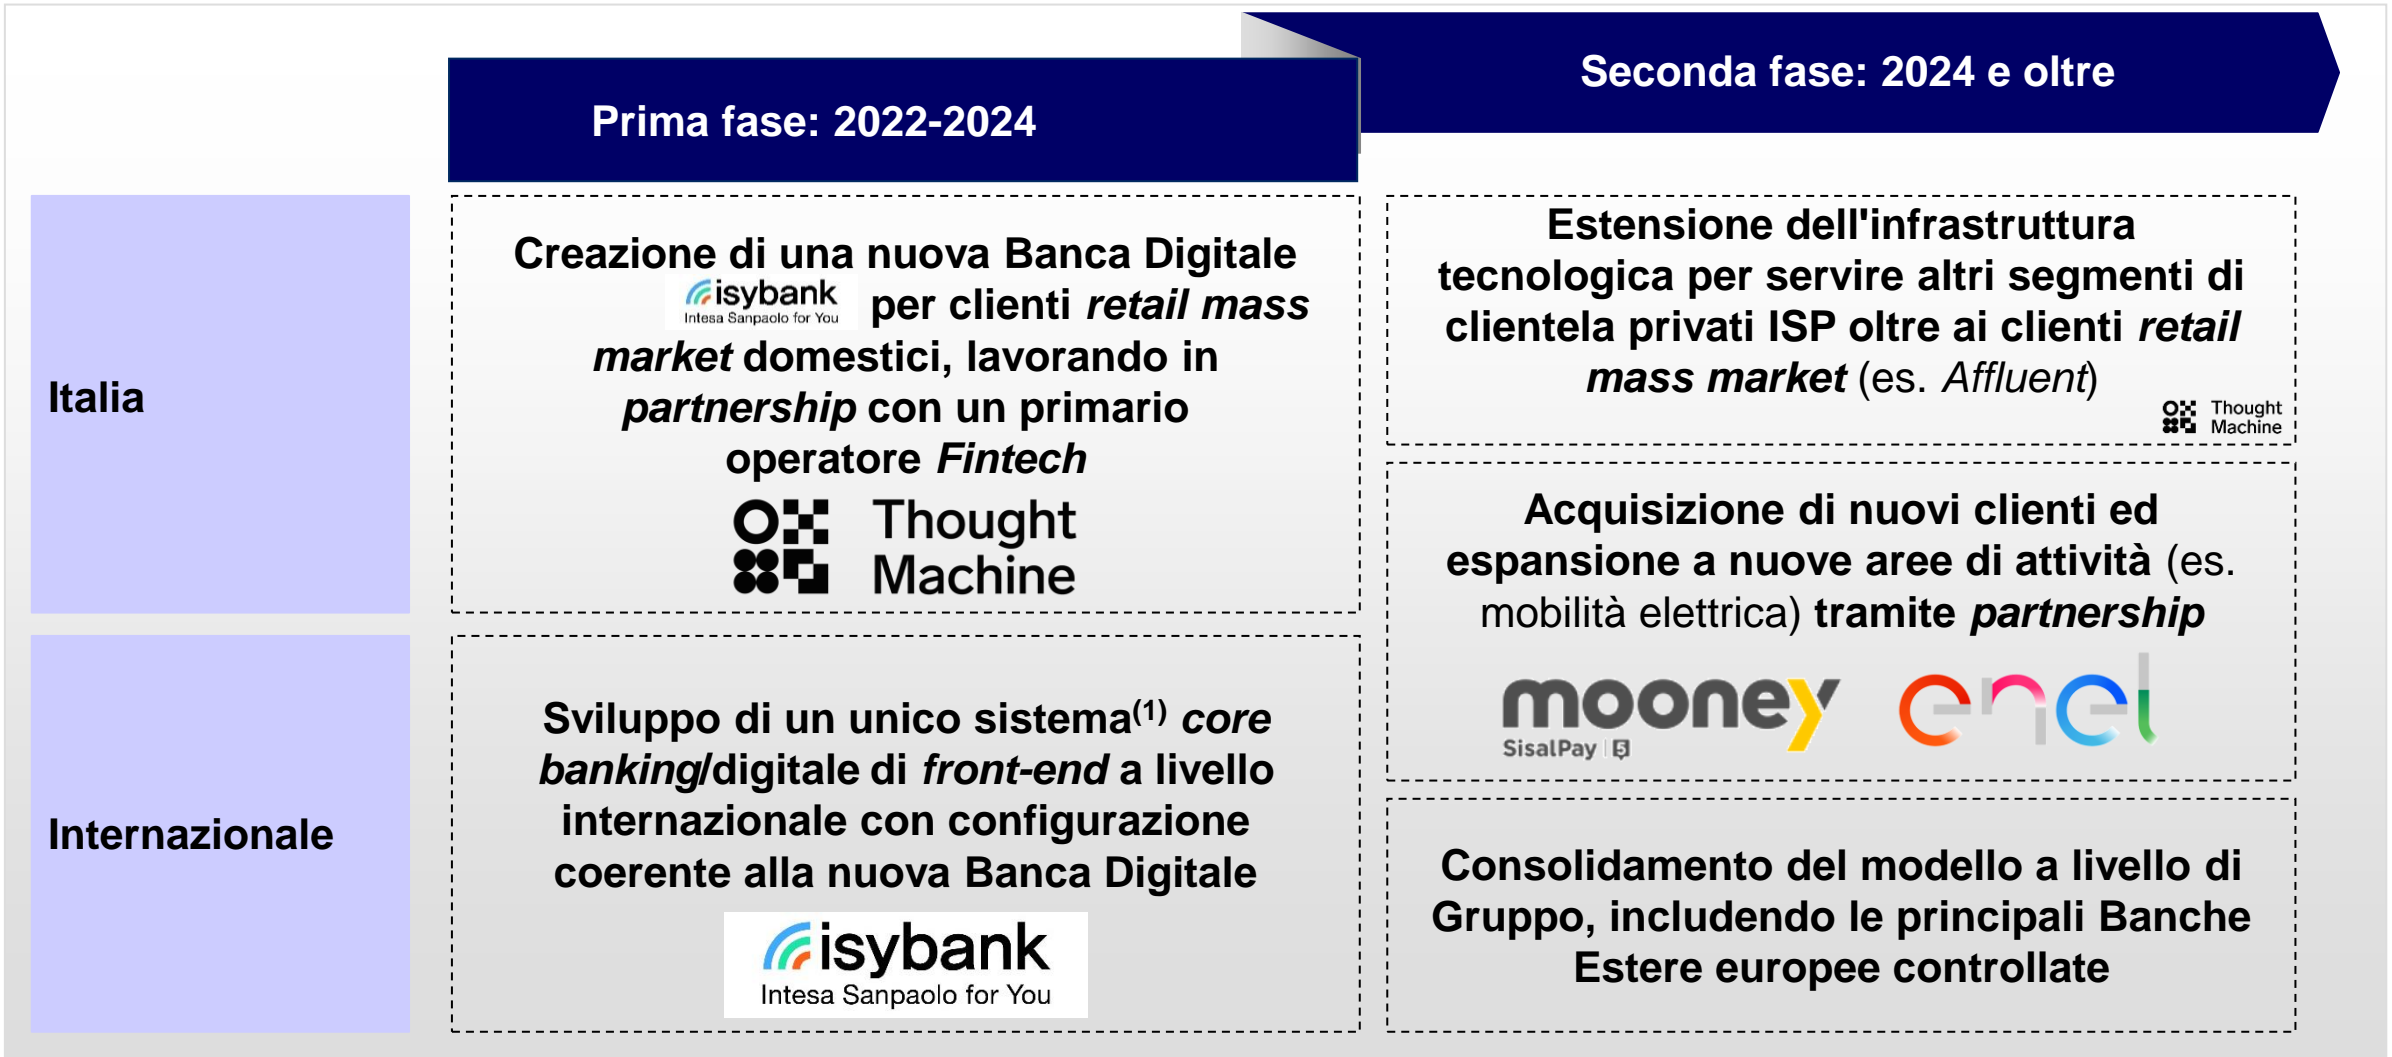 Prima fase: 2022-2024
Seconda fase: 2024 e oltre
Italia
Creazione di una nuova Banca Digitale
isybank
Intesa Sanpaolo for You
per clienti retail mass
market domestici, lavorando in
partnership con un primario
operatore Fintech
Thought
Machine
Estensione dell'infrastruttura
tecnologica per servire altri segmenti di
clientela privati ISP oltre ai clienti retail
mass market (es. Affluent)
Thought
Machine
Acquisizione di nuovi clienti ed
espansione a nuove aree di attività (es.
mobilità elettrica) tramite partnership
mooney
SisalPay 5
enel
Internazionale
Sviluppo di un unico sistema(1) core
banking/digitale di front-end a livello
internazionale con configurazione
coerente alla nuova Banca Digitale
isybank
Intesa Sanpaolo for You
Consolidamento del modello a livello di
Gruppo, includendo le principali Banche
Estere europee controllate